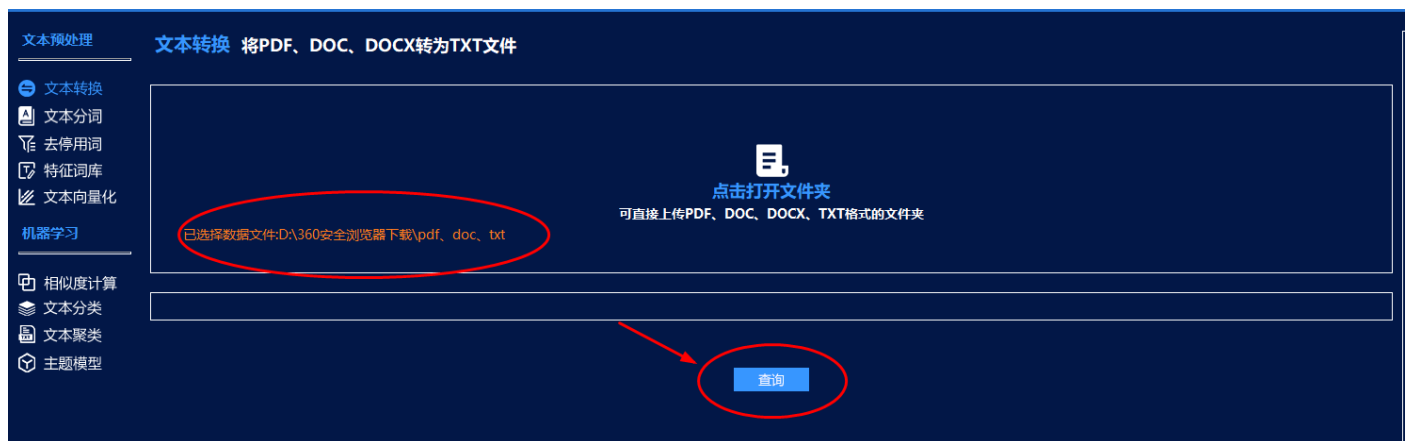 文本预处理
文本转换
文本分词
去停用词
特征词库
文本向量化
机器学习
相似度计算
文本分类
文本聚类
主题模型
文本转换 将PDF、DOC、DOCX转为TXT文件
点击打开文件夹
可直接上传PDF、DOC、DOCX、TXT格式的文件夹
已选择数据文件:D:\360安全浏览器下载\pdf、doc、txt
查询